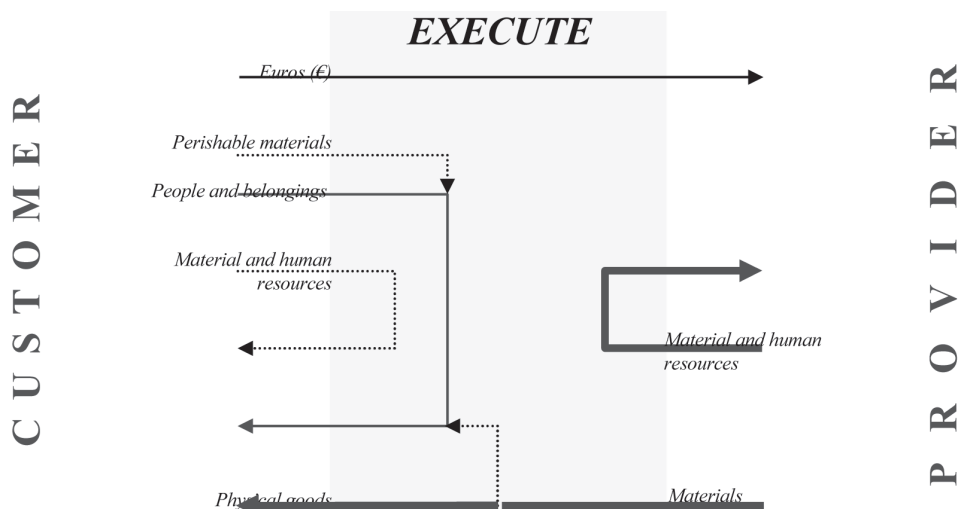 EXECUTE
CUSTOMER
PROVIDER
Euros (€)
Perishable materials
People and belongings
Material and human
resources
Material and human
resources
Physical goods
Materials